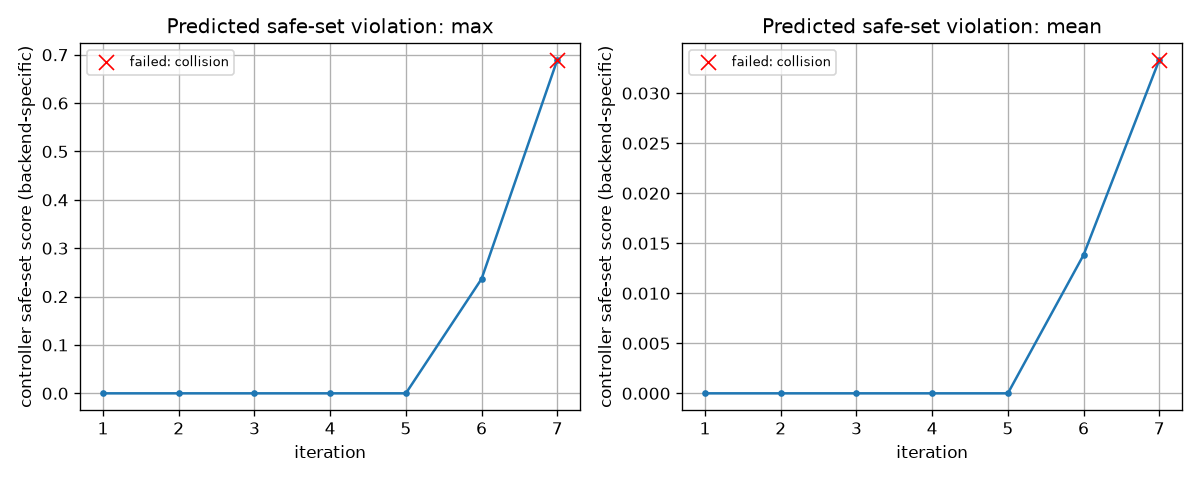 Predicted safe-set violation: max
controller safe-set score (backend-specific)
0.7
0.6
0.5
0.4
0.3
0.2
0.1
0.0
failed: collision
1 2 3 4 5 6 7
iteration
Predicted safe-set violation: mean
controller safe-set score (backend-specific)
0.030
0.025
0.020
0.015
0.010
0.005
0.000
failed: collision
1 2 3 4 5 6 7
iteration